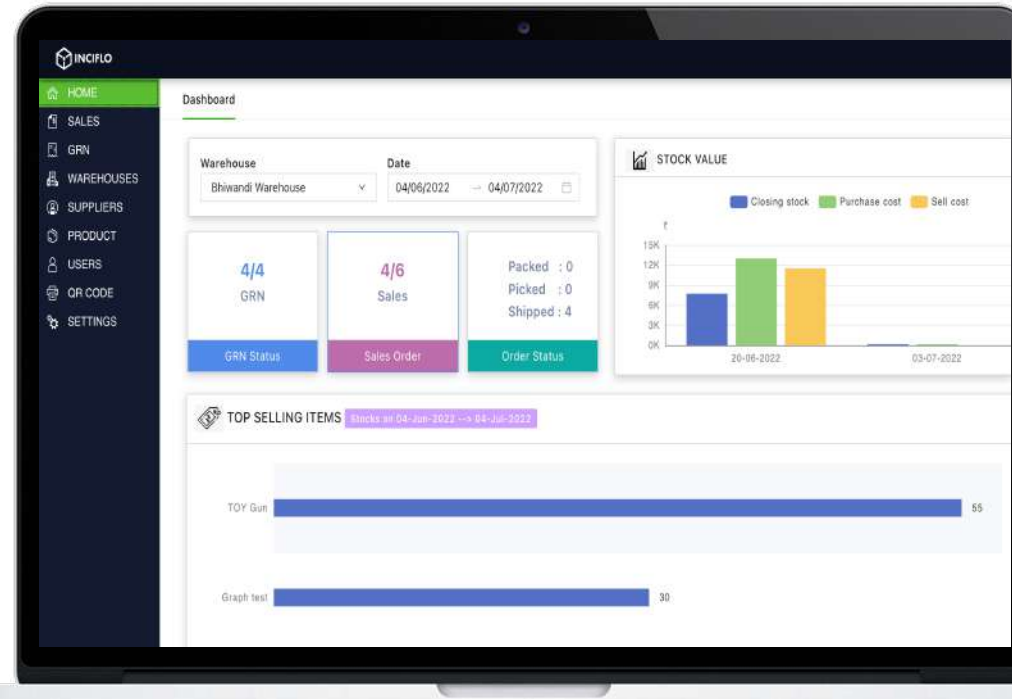 INCIFLO
HOME
SALES
GRN
WAREHOUSES
SUPPLIERS
PRODUCT
USERS
QR CODE
SETTINGS
Dashboard
Warehouse
Bhiwandi Warehouse
Date
04/06/2022 → 04/07/2022
4/4
GRN
GRN Status
4/6
Sales
Sales Order
Packed : 0
Picked : 0
Shipped : 4
Order Status
STOCK VALUE
Closing stock Purchase cost Sell cost
₹
15K
12K
9K
6K
3K
0K
20-06-2022 03-07-2022
TOP SELLING ITEMS Stocks on 04-Jun-2022 --> 04-Jul-2022
TOY Gun 55
Graph test 30